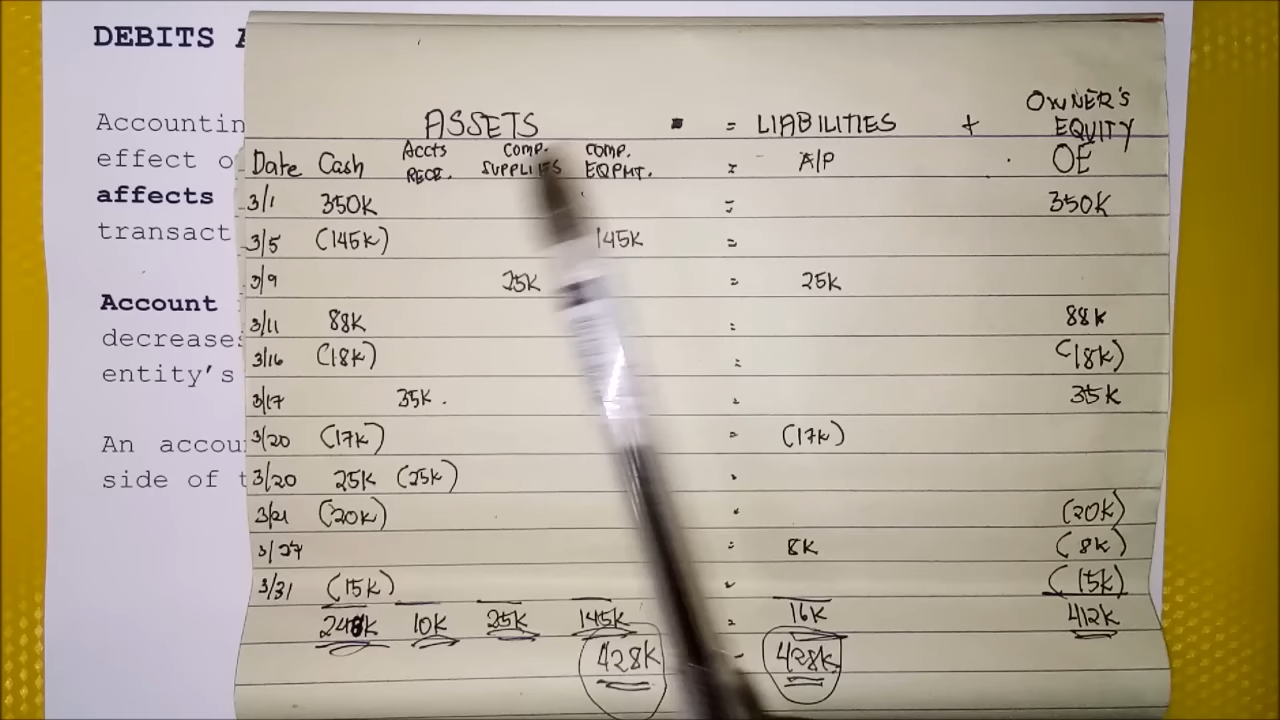 DEBITS
Accountin
effect o
affects
transact
Account
decreases
entity's
An accou
side of t
OWNER'S
ASSETS = LIABILITIES + EQUITY
Accts COMP. COMP.
Date Cash RECE. SUPPLIES EQPMT. = A/P OE
3/1 350K = 350K
3/5 (145K) 145K =
3/9 25K = 25K
3/11 88K = 88K
3/16 (18K) = (18K)
3/17 35K. = 35K
3/20 (17K) = (17K)
3/20 25K (25K) =
3/21 (20K) = (20K)
3/27 = 8K (8K)
3/31 (15K) = (15K)
248K 10K 25K 145K = 16K 412K
428K = 428K